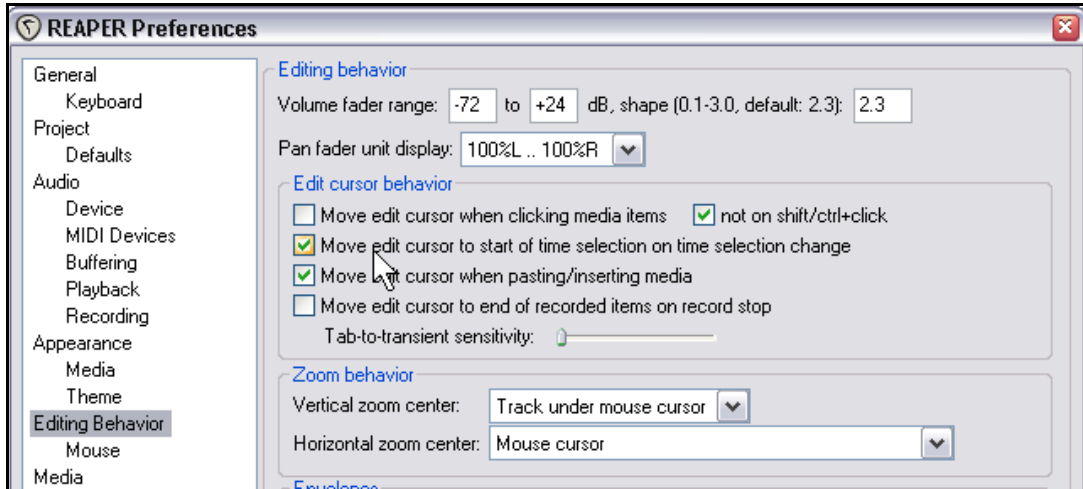 REAPER Preferences
General
Keyboard
Project
Defaults
Audio
Device
MIDI Devices
Buffering
Playback
Recording
Appearance
Media
Theme
Editing Behavior
Mouse
Media
Editing behavior
Volume fader range: -72 to +24 dB, shape (0.1-3.0, default: 2.3): 2.3
Pan fader unit display: 100%L .. 100%R
Edit cursor behavior
Move edit cursor when clicking media items not on shift/ctrl+click
Move edit cursor to start of time selection on time selection change
Move edit cursor when pasting/inserting media
Move edit cursor to end of recorded items on record stop
Tab-to-transient sensitivity:
Zoom behavior
Vertical zoom center: Track under mouse cursor
Horizontal zoom center: Mouse cursor
Envelopes